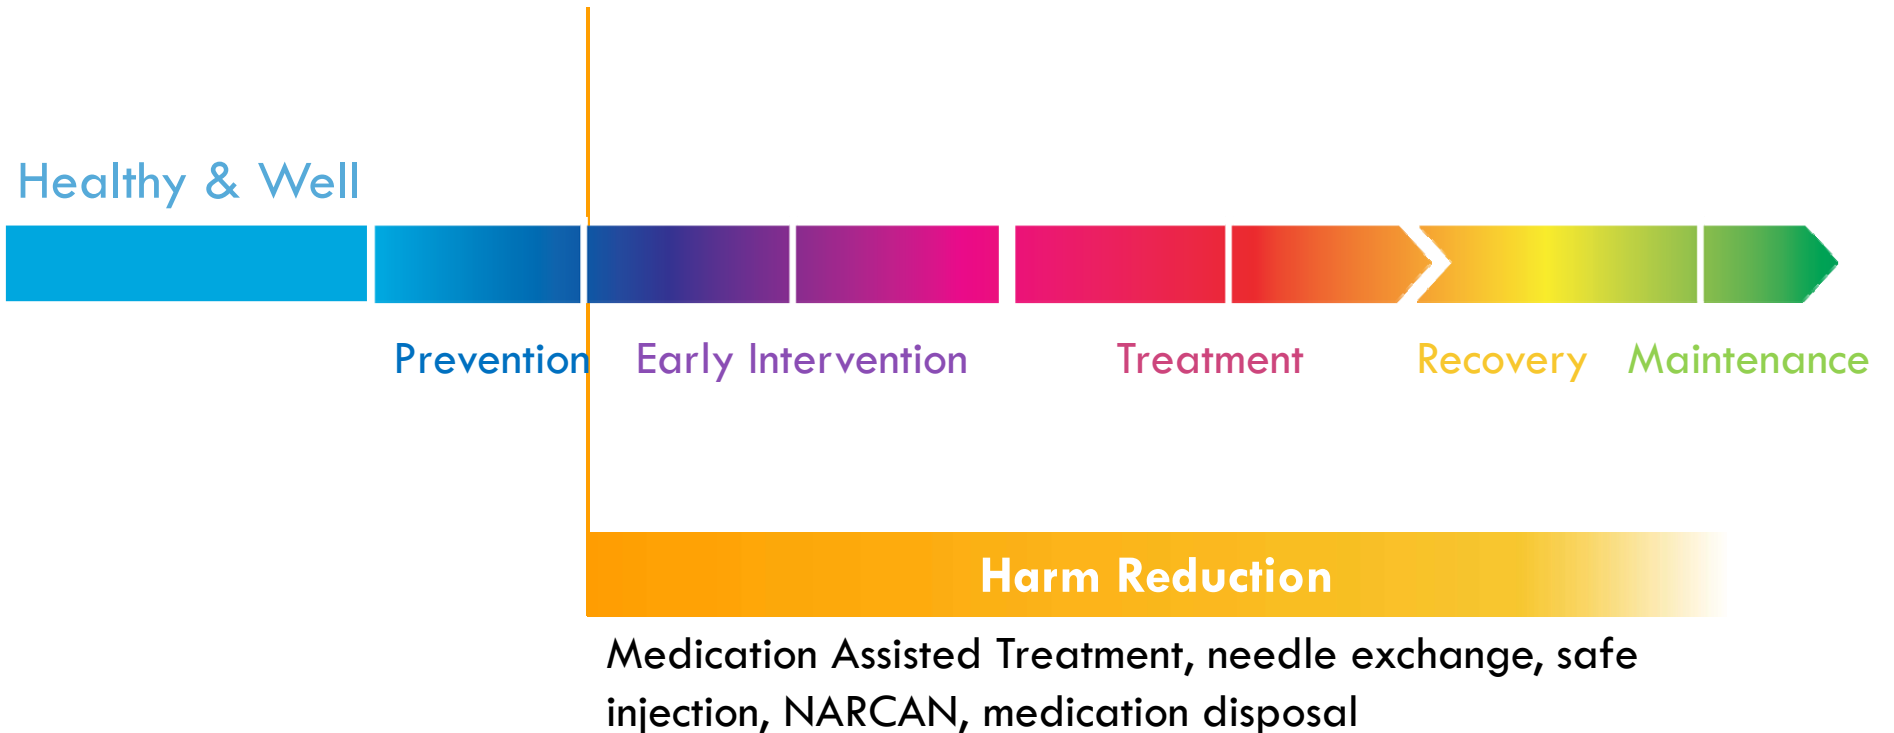 Healthy & Well
Prevention
Early Intervention
Treatment
Recovery
Maintenance
Harm Reduction
Medication Assisted Treatment, needle exchange, safe
injection, NARCAN, medication disposal